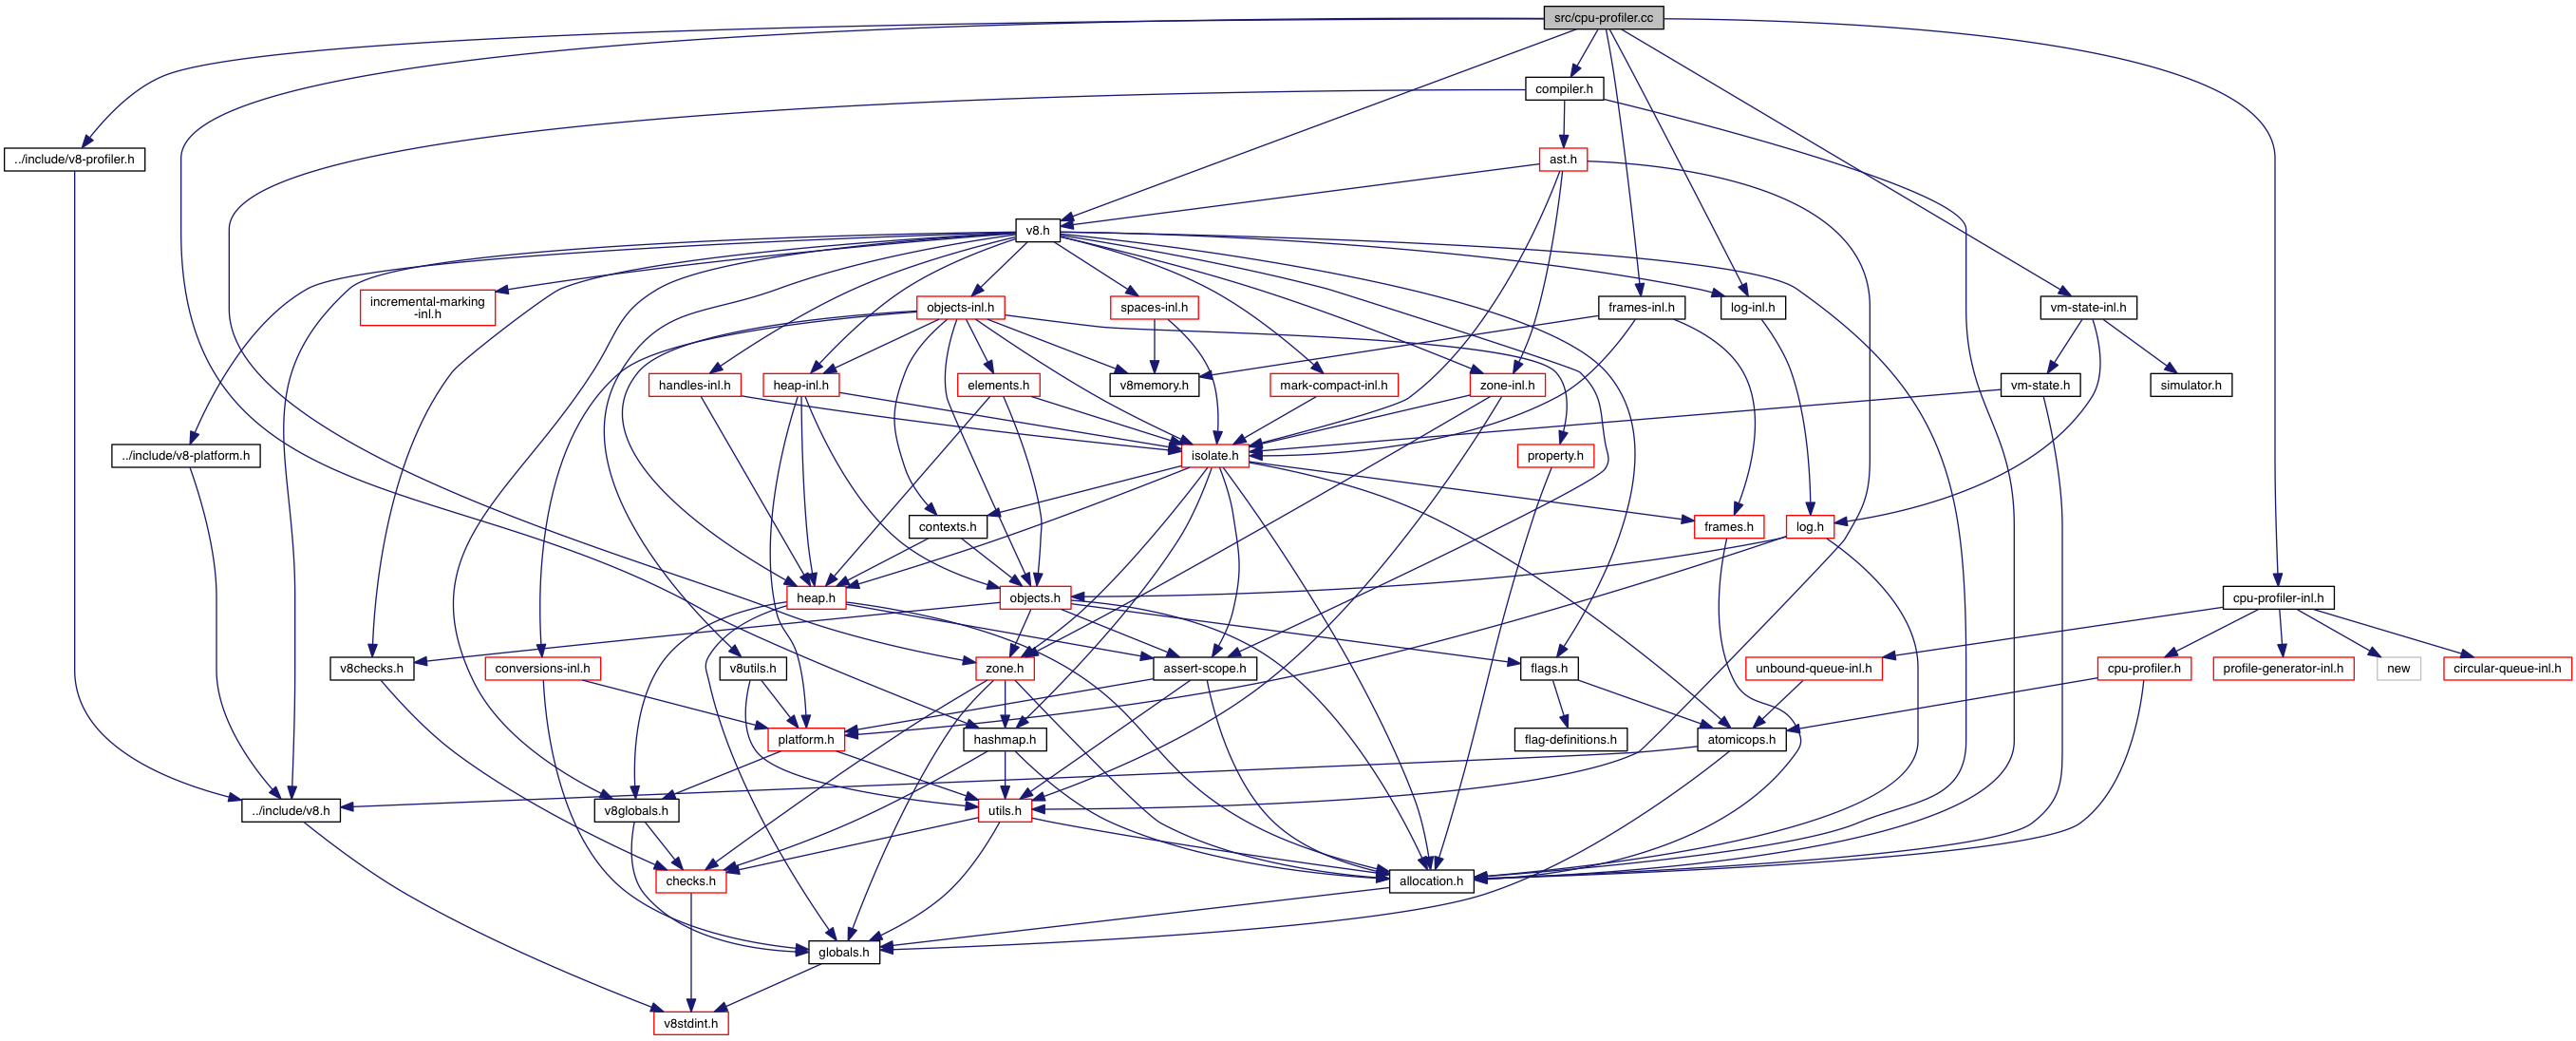 src/cpu-profiler.cc
compiler.h
../include/v8-profiler.h
ast.h
v8.h
incremental-marking
-inl.h
objects-inl.h
spaces-inl.h
frames-inl.h
log-inl.h
vm-state-inl.h
handles-inl.h
heap-inl.h
elements.h
v8memory.h
mark-compact-inl.h
zone-inl.h
vm-state.h
simulator.h
../include/v8-platform.h
isolate.h
property.h
contexts.h
frames.h
log.h
heap.h
objects.h
cpu-profiler-inl.h
v8checks.h
conversions-inl.h
v8utils.h
zone.h
assert-scope.h
flags.h
unbound-queue-inl.h
cpu-profiler.h
profile-generator-inl.h
new
circular-queue-inl.h
platform.h
hashmap.h
flag-definitions.h
atomicops.h
../include/v8.h
v8globals.h
utils.h
checks.h
allocation.h
globals.h
v8stdint.h